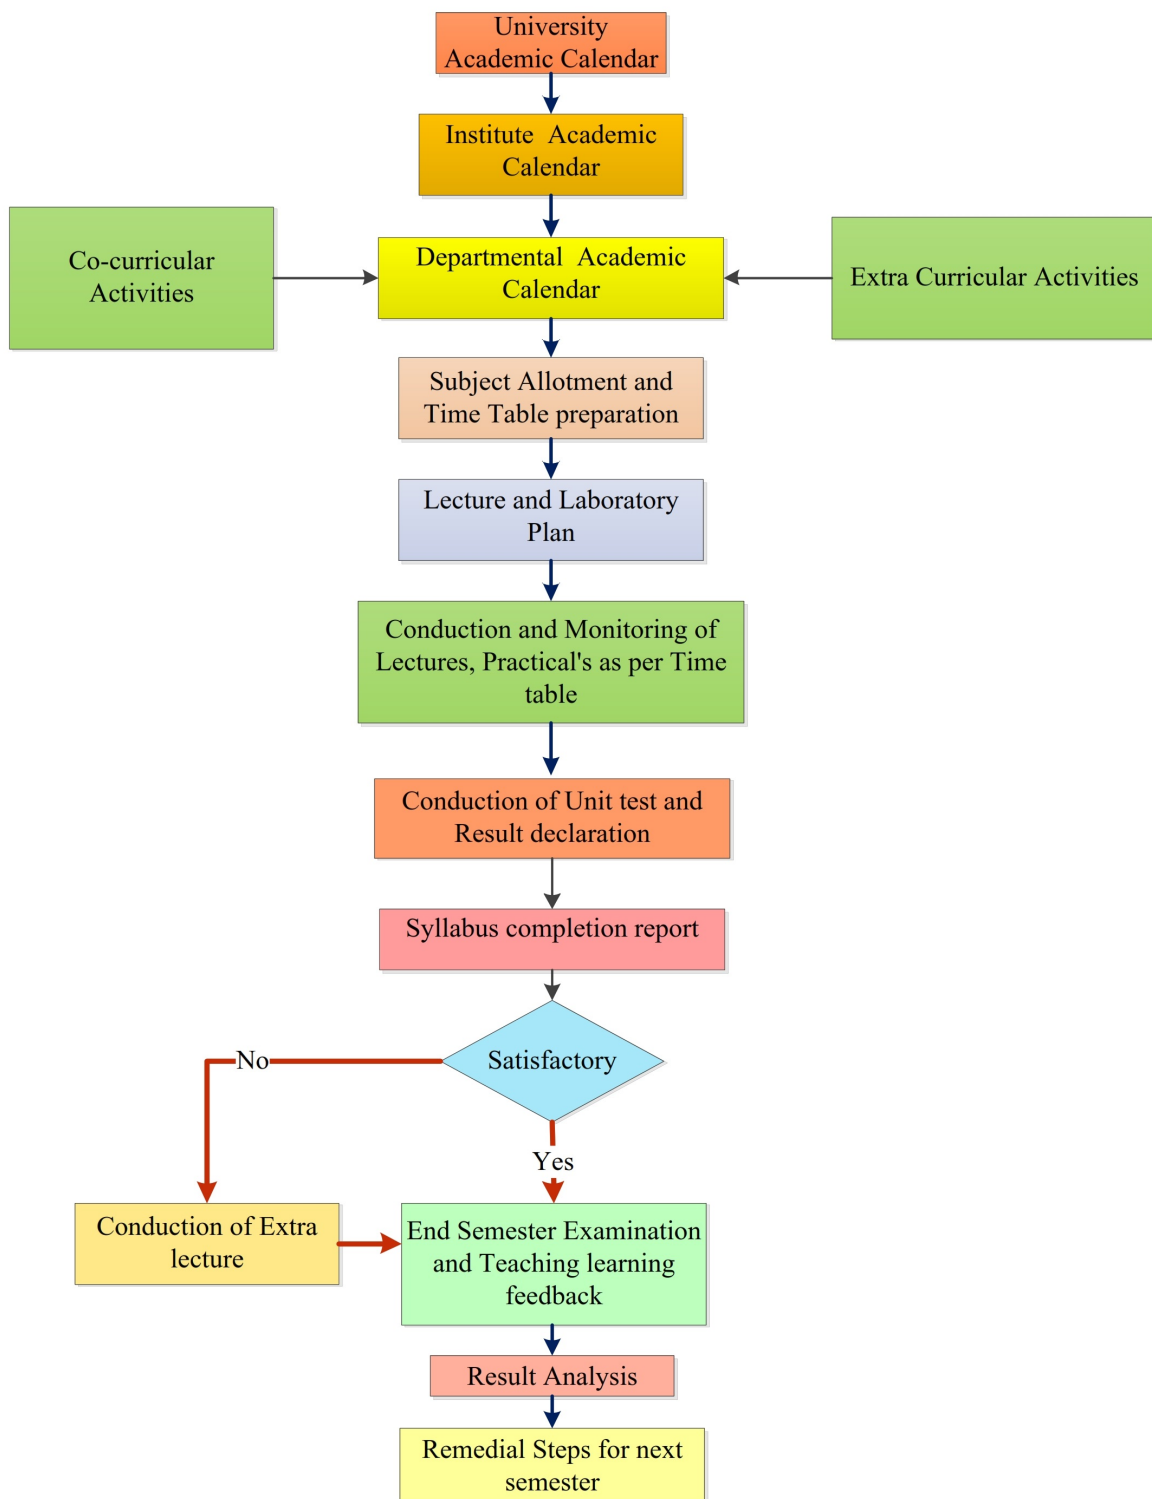 University
Academic Calendar
Institute  Academic
Calendar
Co-curricular
Activities
Departmental  Academic
Calendar
Extra Curricular Activities
Subject Allotment and
Time Table preparation
Lecture and Laboratory
Plan
Conduction and Monitoring of
Lectures, Practical's as per Time
table
Conduction of Unit test and
Result declaration
Syllabus completion report
Satisfactory
No
Yes
Conduction of Extra
lecture
End Semester Examination
and Teaching learning
feedback
Result Analysis
Remedial Steps for next
semester